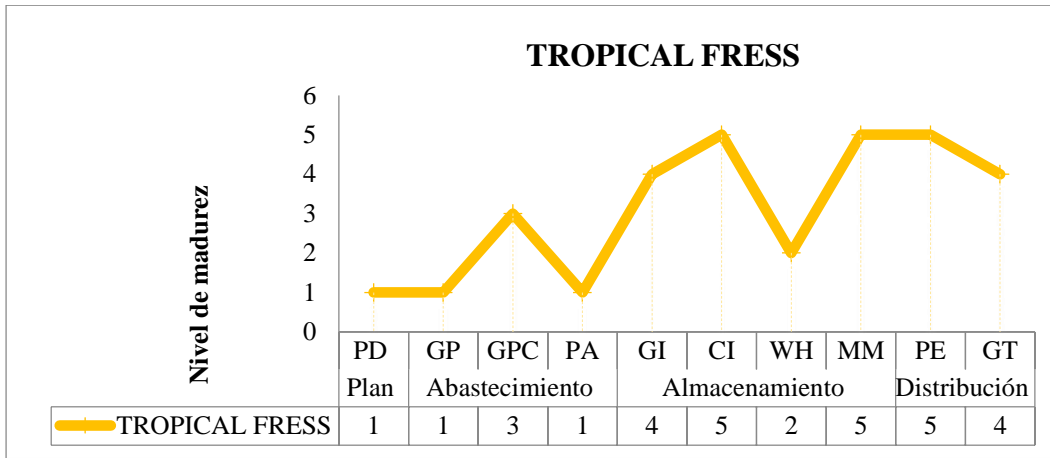 TROPICAL FRESS
Nivel de madurez
6
5
4
3
2
1
0
PD GP GPC PA GI CI WH MM PE GT
Plan Abastecimiento Almacenamiento Distribución
TROPICAL FRESS 1 1 3 1 4 5 2 5 5 4